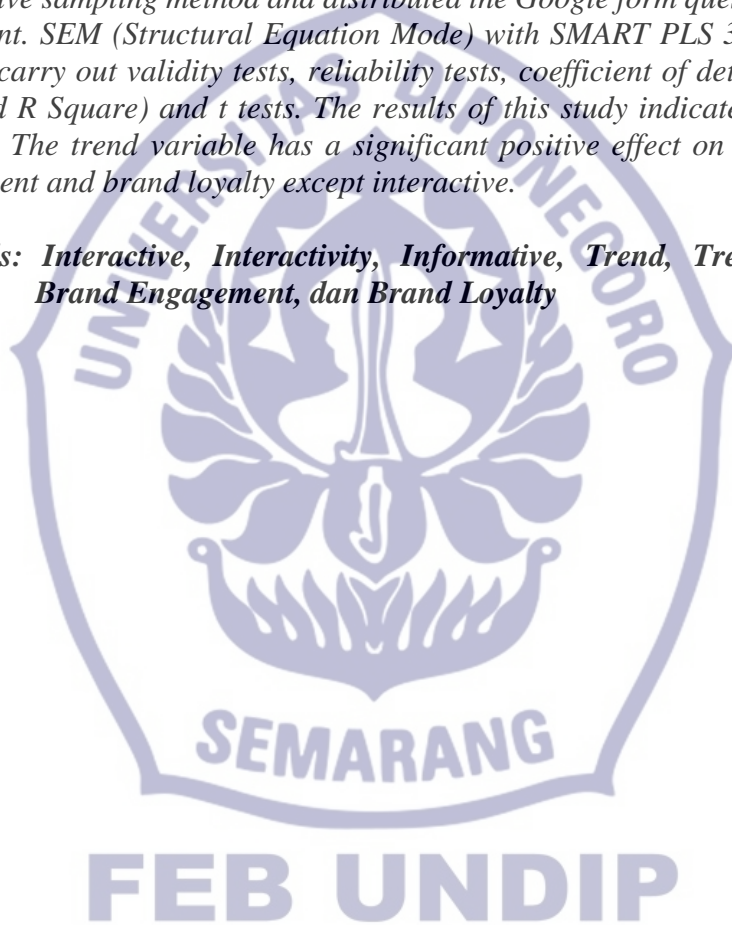 ive sampling method and distributed the Google form que
nt. SEM (Structural Equation Mode) with SMART PLS 3
carry out validity tests, reliability tests, coefficient of det
d R Square) and t tests. The results of this study indicate
The trend variable has a significant positive effect on
ent and brand loyalty except interactive.
s: Interactive, Interactivity, Informative, Trend, Tre
Brand Engagement, dan Brand Loyalty
UNIVERSITAS DIPONEGORO
SEMARANG
FEB UNDIP